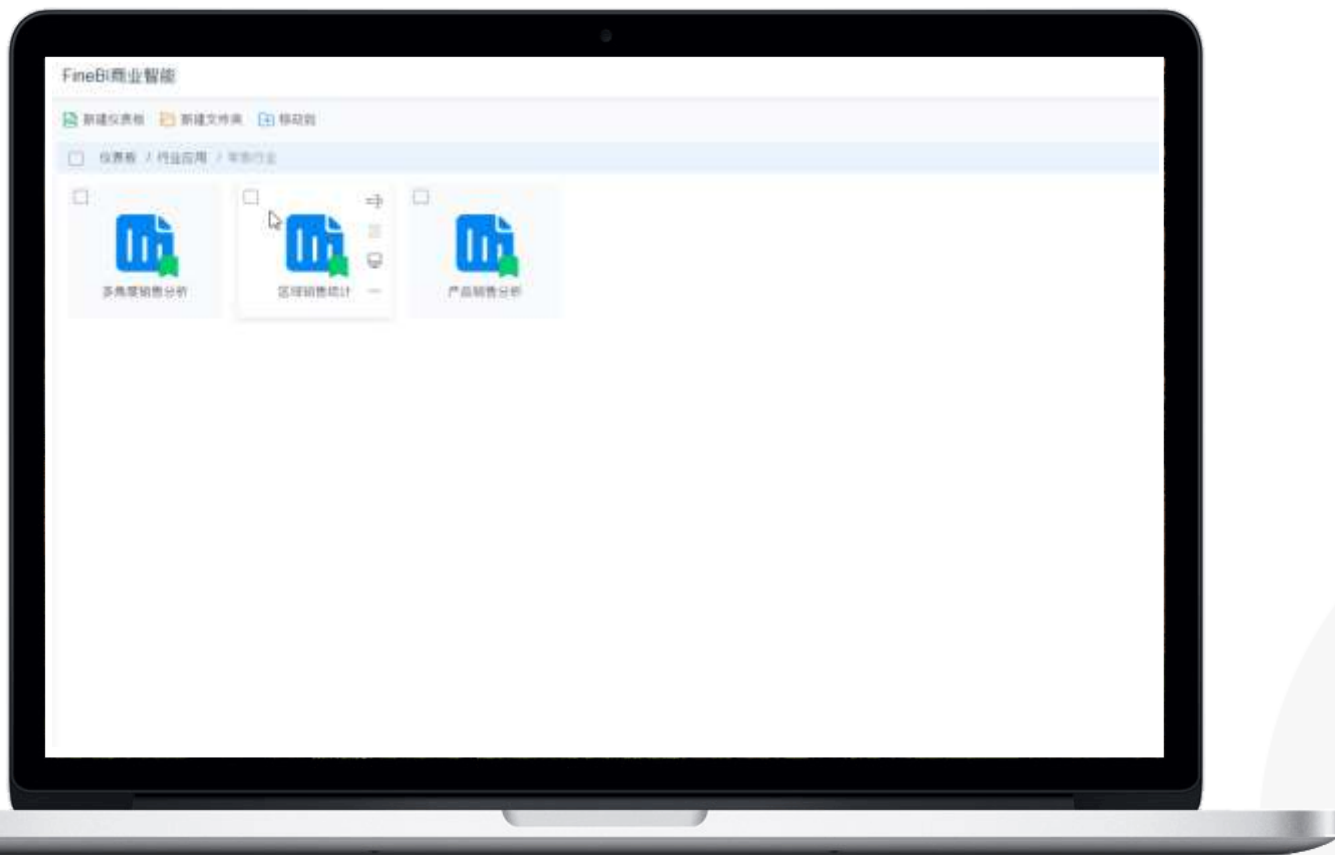 FineBI商业智能
新建仪表板 新建文件夹 移动到
仪表板 / 行业应用 / 零售行业
多角度销售分析 区域销售统计 产品销售分析